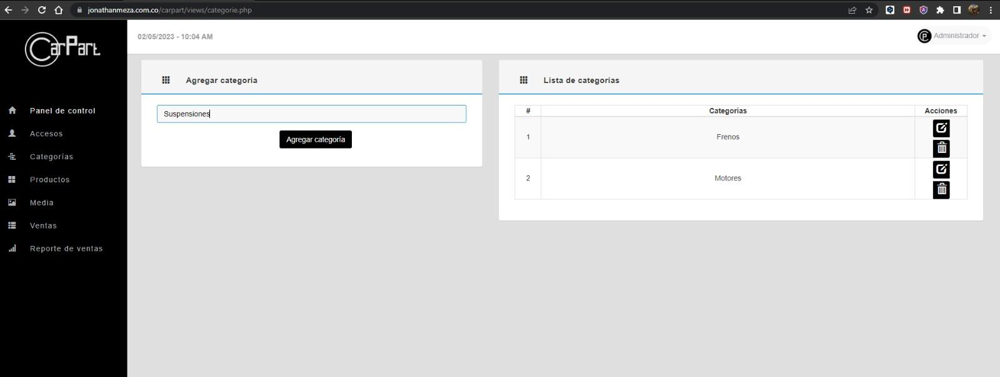 jonathanmeza.com.co/carpart/views/categorie.php
CarPart
02/05/2023 - 10:04 AM
Administrador
Panel de control
Accesos
Categorías
Productos
Media
Ventas
Reporte de ventas
Agregar categoría
Suspensiones
Agregar categoría
Lista de categorías
# Categorías Acciones
1 Frenos
2 Motores